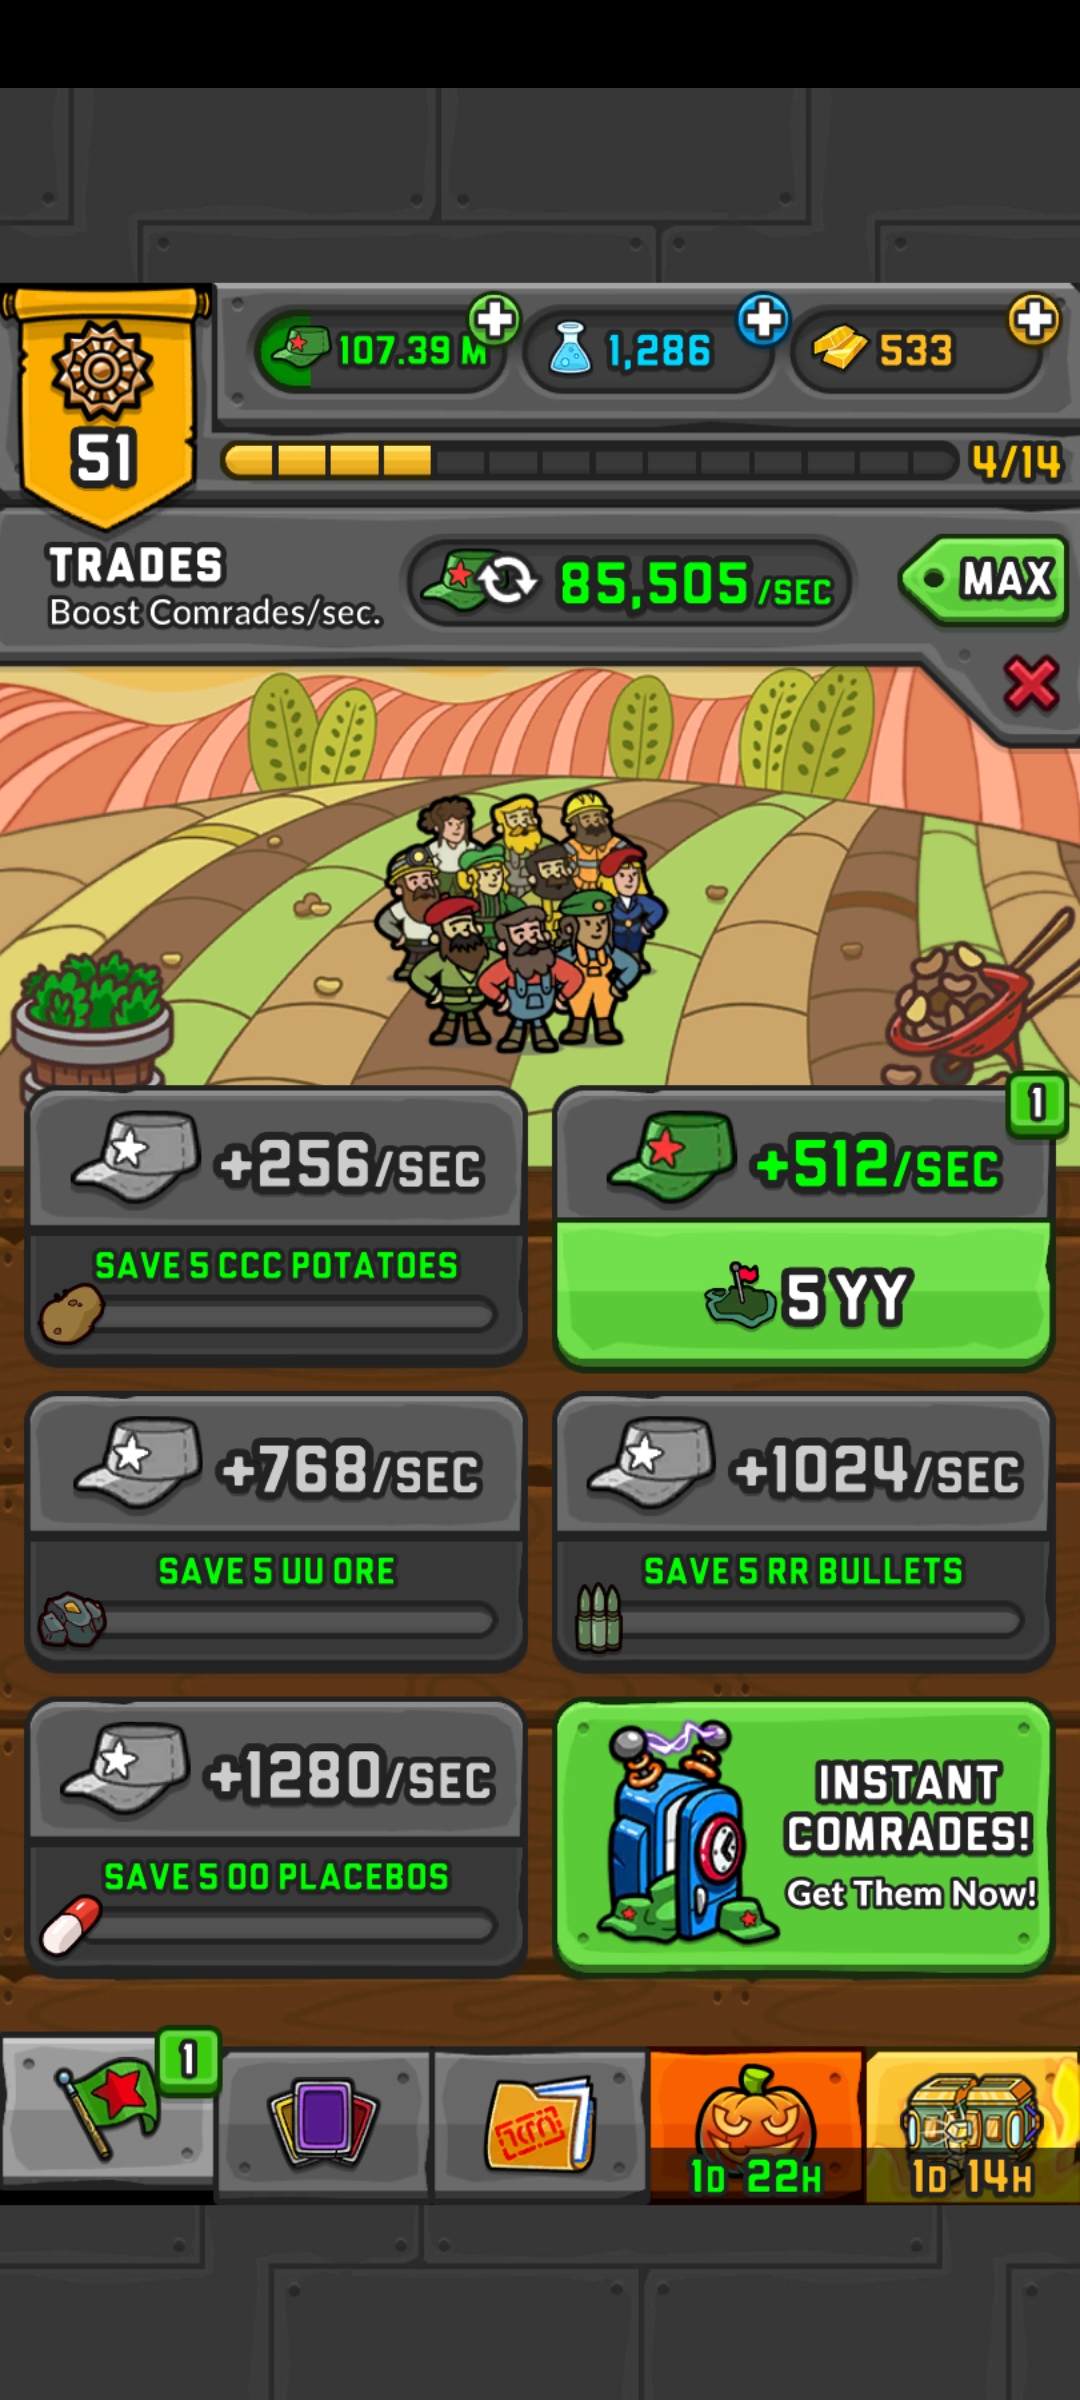 107.39 M
1,286
533
51
4/14
TRADES
Boost Comrades/sec.
85,505/SEC
MAX
+256/SEC
SAVE 5 CCC POTATOES
1
+512/SEC
5 YY
+768/SEC
SAVE 5 UU ORE
+1024/SEC
SAVE 5 RR BULLETS
+1280/SEC
SAVE 5 OO PLACEBOS
INSTANT
COMRADES!
Get Them Now!
1
1D 22H
1D 14H